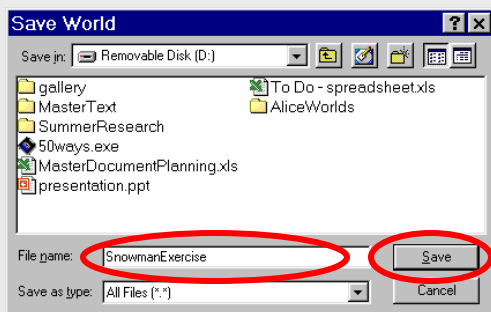 Save World
Save in: Removable Disk (D:)
gallery
MasterText
SummerResearch
50ways.exe
MasterDocumentPlanning.xls
presentation.ppt
To Do - spreadsheet.xls
AliceWorlds
File name: SnowmanExercise Save
Save as type: All Files (*.*) Cancel